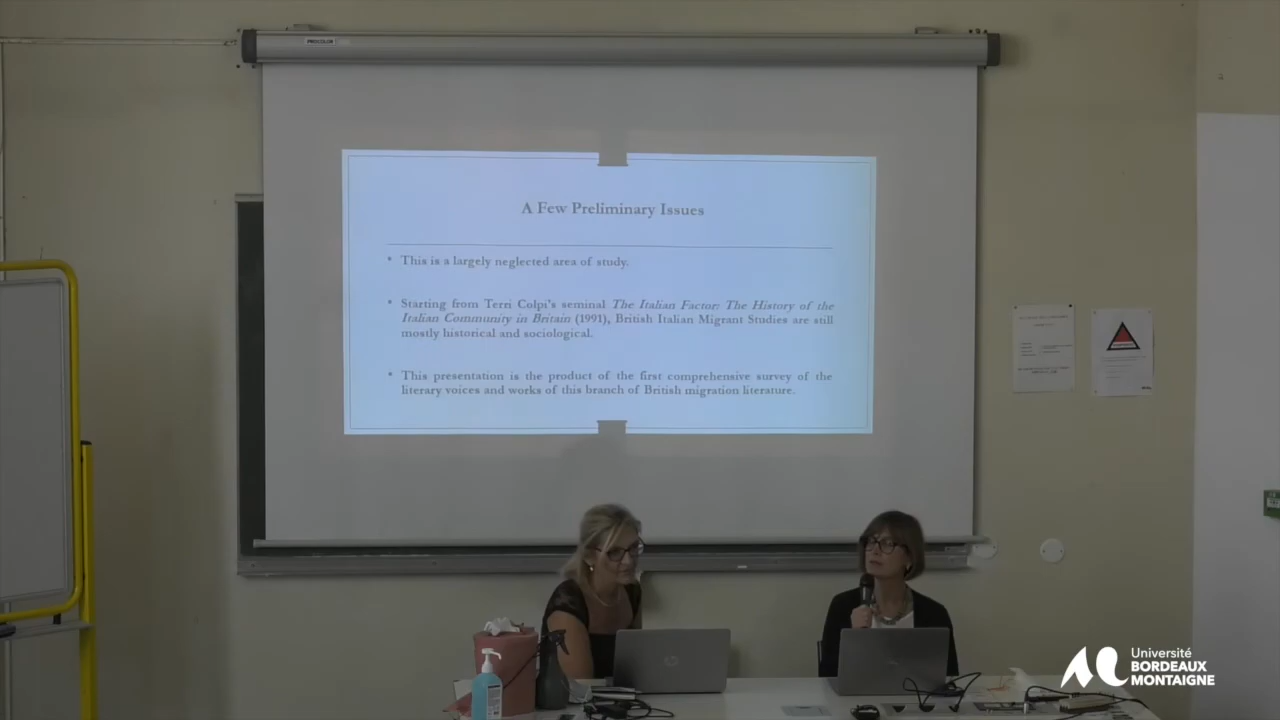 PROCOLOR
A Few Preliminary Issues
• This is a largely neglected area of study.
• Starting from Terri Colpi's seminal The Italian Factor: The History of the
Italian Community in Britain (1991), British Italian Migrant Studies are still
mostly historical and sociological.
• This presentation is the product of the first comprehensive survey of the
literary voices and works of this branch of British migration literature.
hp
Université
BORDEAUX
MONTAIGNE